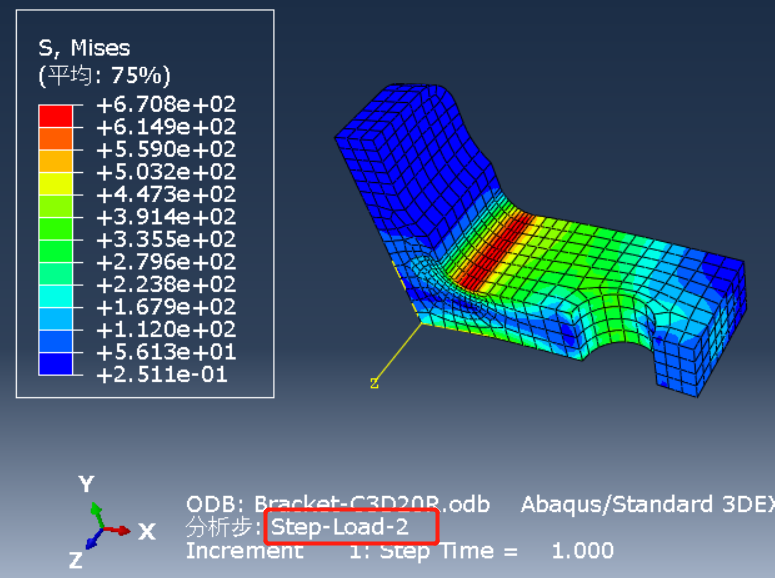 S, Mises
(平均: 75%)
+6.708e+02
+6.149e+02
+5.590e+02
+5.032e+02
+4.473e+02
+3.914e+02
+3.355e+02
+2.796e+02
+2.238e+02
+1.679e+02
+1.120e+02
+5.613e+01
+2.511e-01
Z
Y
X
Z
ODB: Bracket-C3D20R.odb Abaqus/Standard 3DEX
分析步: Step-Load-2
Increment 1: Step Time = 1.000